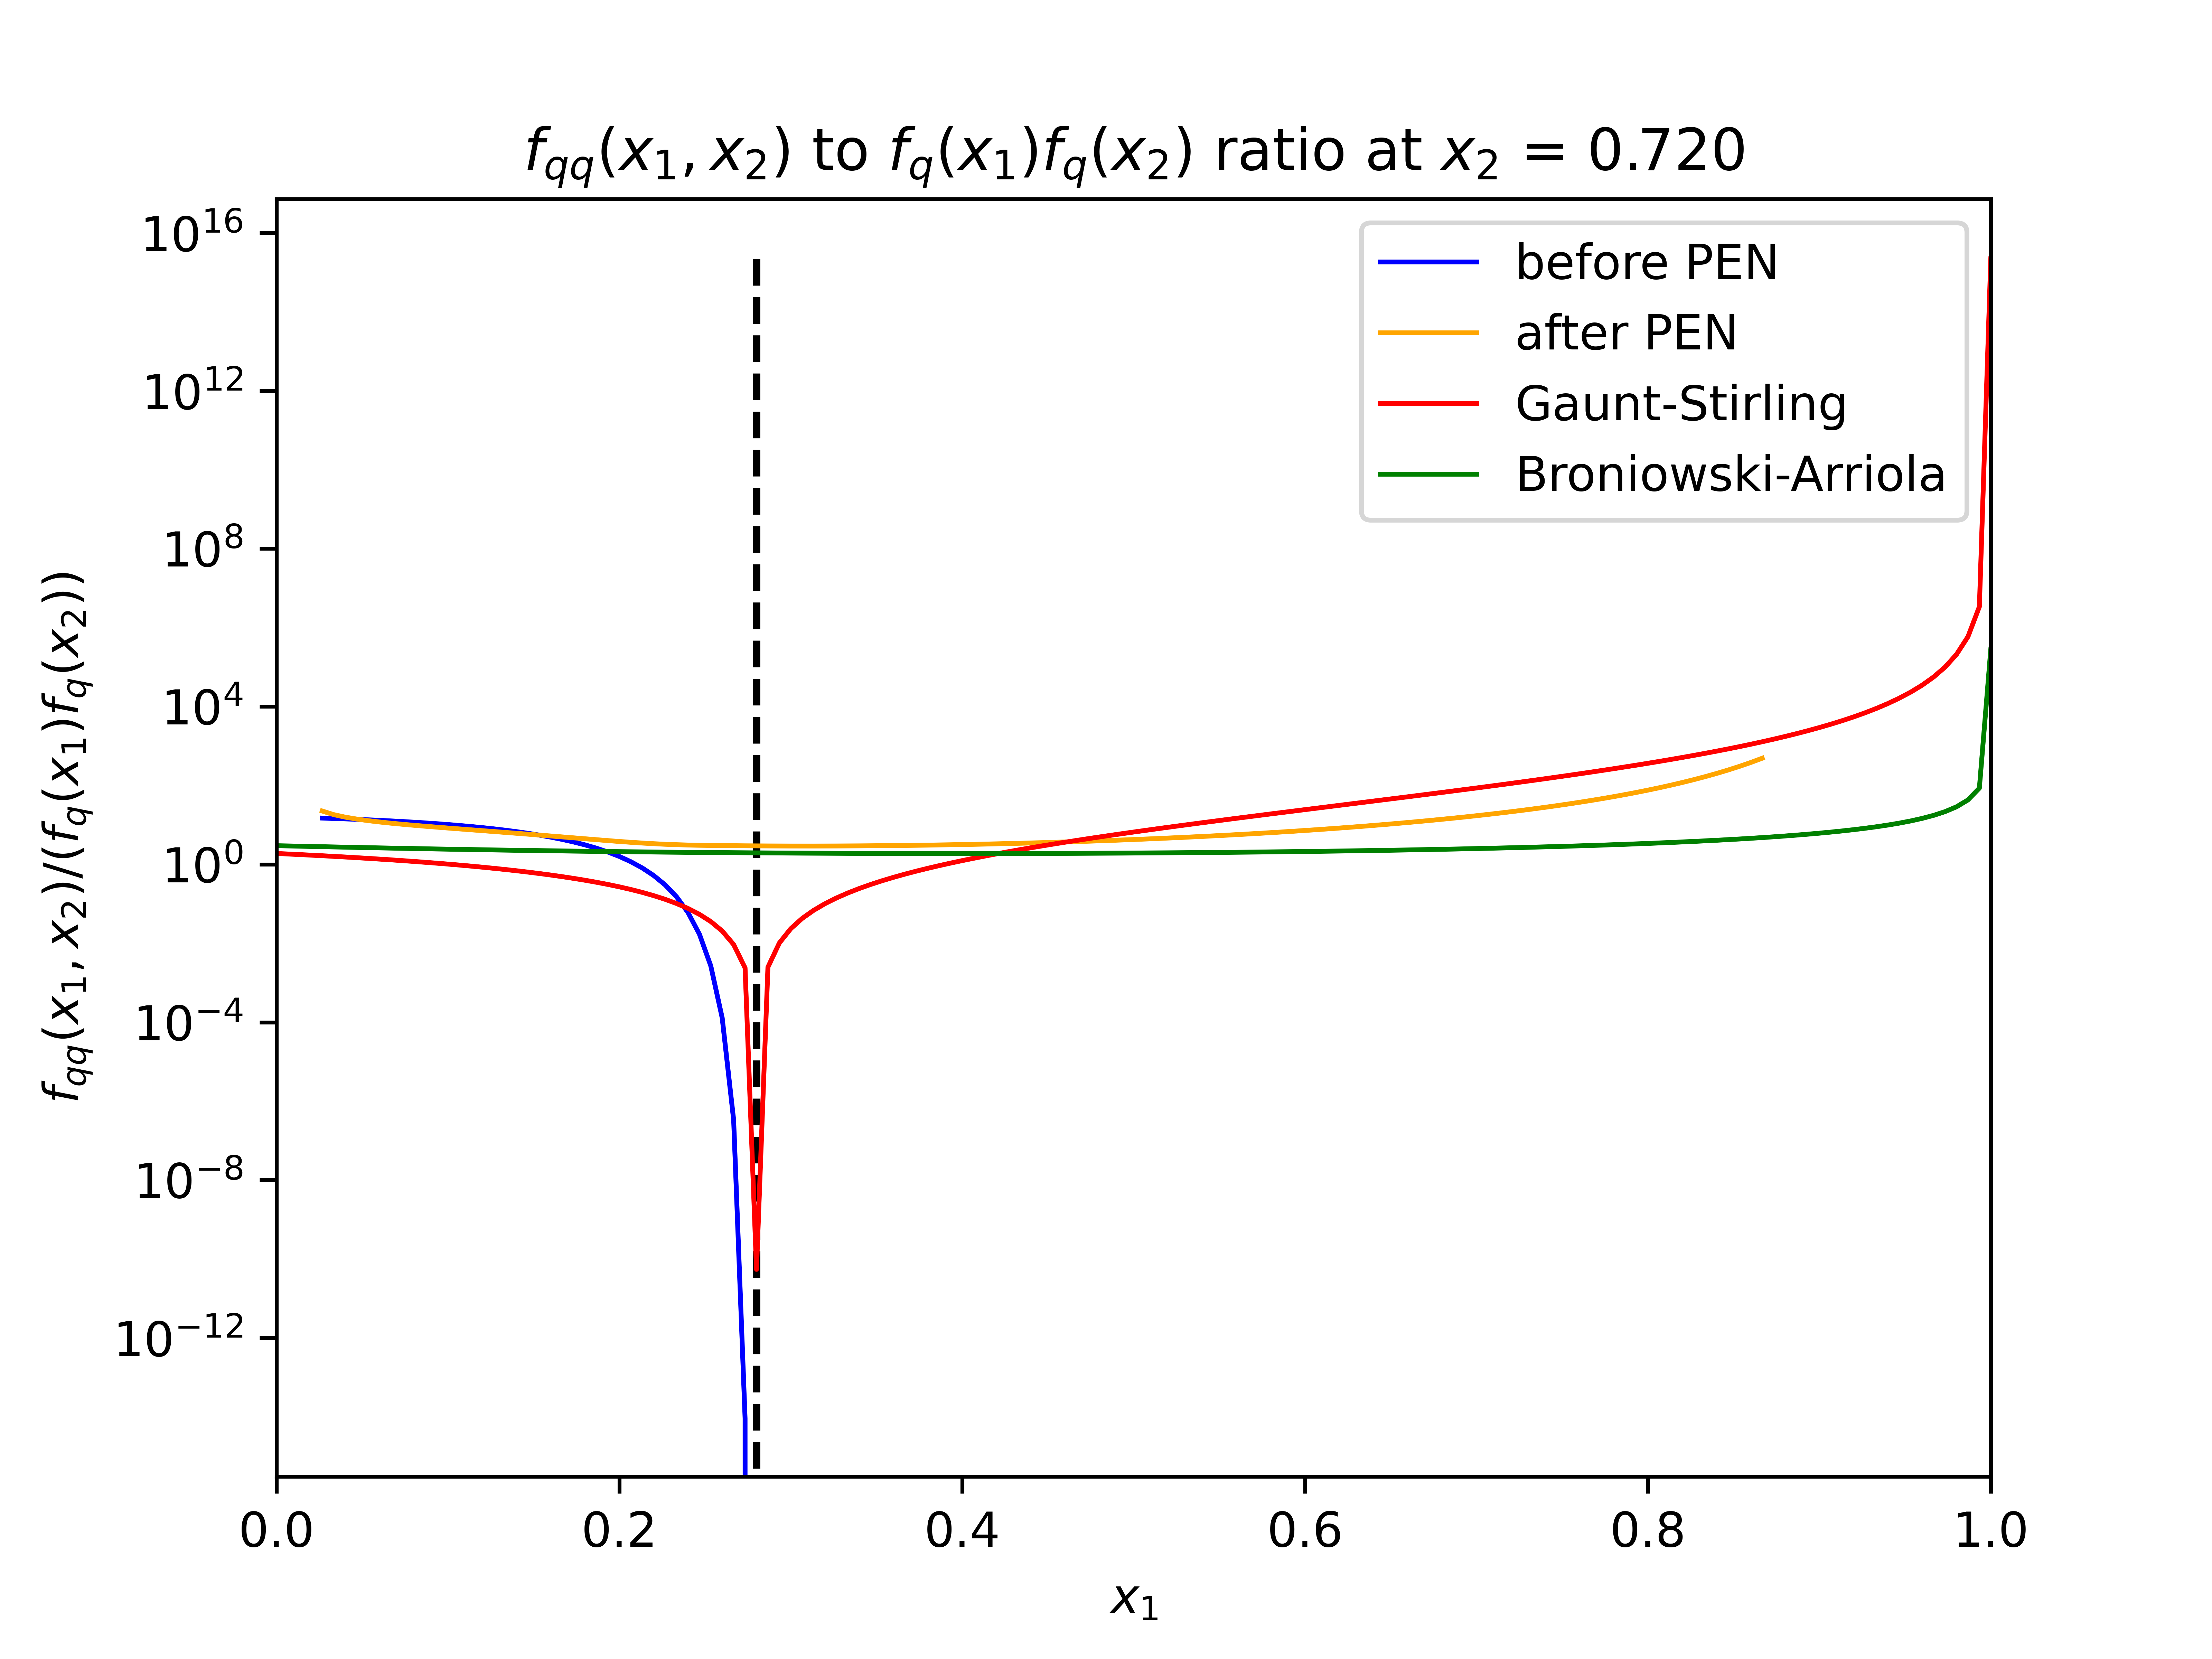 f_qq(x_1, x_2) to f_q(x_1)f_q(x_2) ratio at x_2 = 0.720
10^16
10^12
10^8
10^4
10^0
10^−4
10^−8
10^−12
f_qq(x_1, x_2)/(f_q(x_1)f_q(x_2))
before PEN
after PEN
Gaunt-Stirling
Broniowski-Arriola
0.0 0.2 0.4 0.6 0.8 1.0
x_1